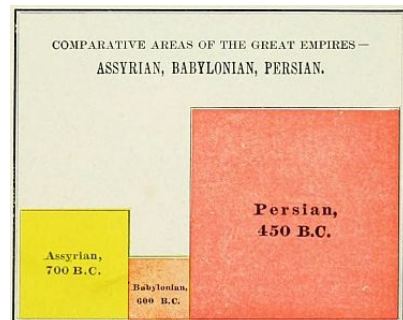 COMPARATIVE AREAS OF THE GREAT EMPIRES—
ASSYRIAN, BABYLONIAN, PERSIAN.
Persian,
450 B.C.
Assyrian,
700 B.C.
Babylonian,
600 B.C.